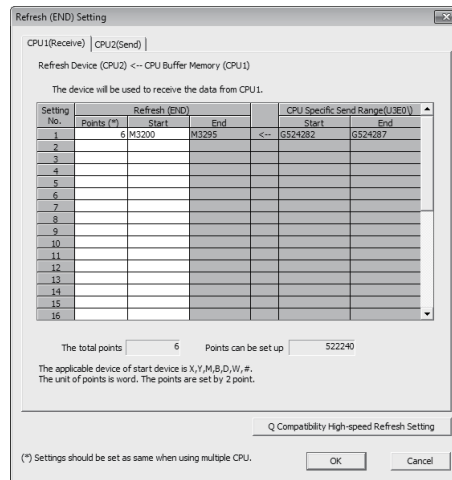 Refresh (END) Setting
CPU1(Receive) CPU2(Send)
Refresh Device (CPU2) <-- CPU Buffer Memory (CPU1)
The device will be used to receive the data from CPU1.
Setting No. Refresh (END) CPU Specific Send Range(U3E0\)
Points (*) Start End Start End
1 6 M3200 M3295 <-- G524282 G524287
2
3
4
5
6
7
8
9
10
11
12
13
14
15
16
The total points 6 Points can be set up 522240
The applicable device of start device is X,Y,M,B,D,W,#.
The unit of points is word. The points are set by 2 point.
Q Compatibility High-speed Refresh Setting
(*) Settings should be set as same when using multiple CPU.
OK Cancel